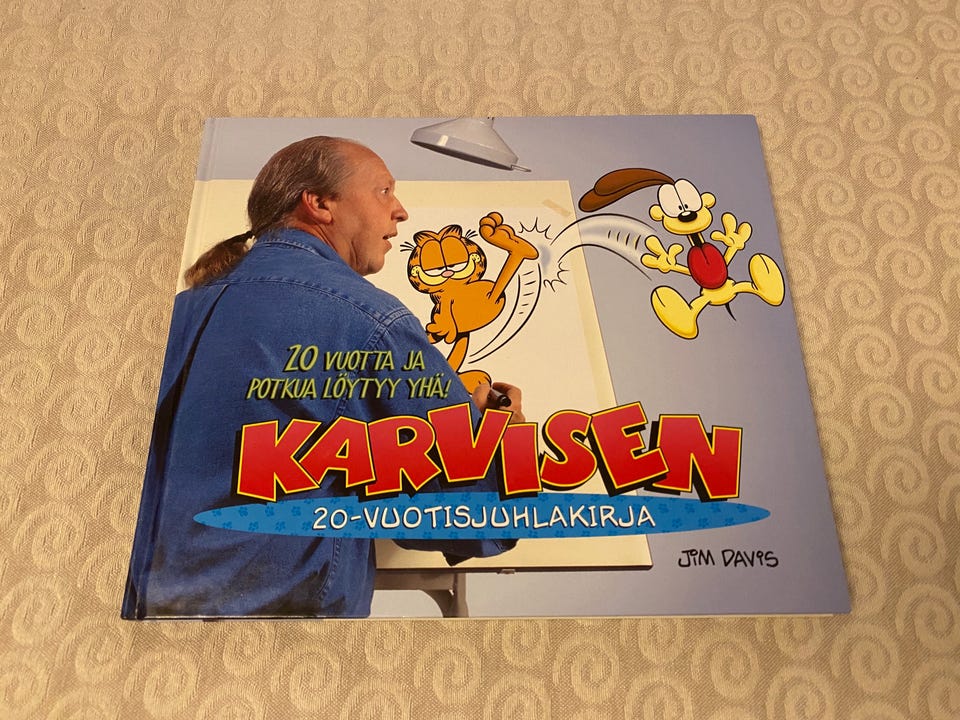 20 VUOTTA JA
POTKUA LÖYTYY YHÄ!
KARVISEN
20-VUOTISJUHLAKIRJA
JIM DAVIS